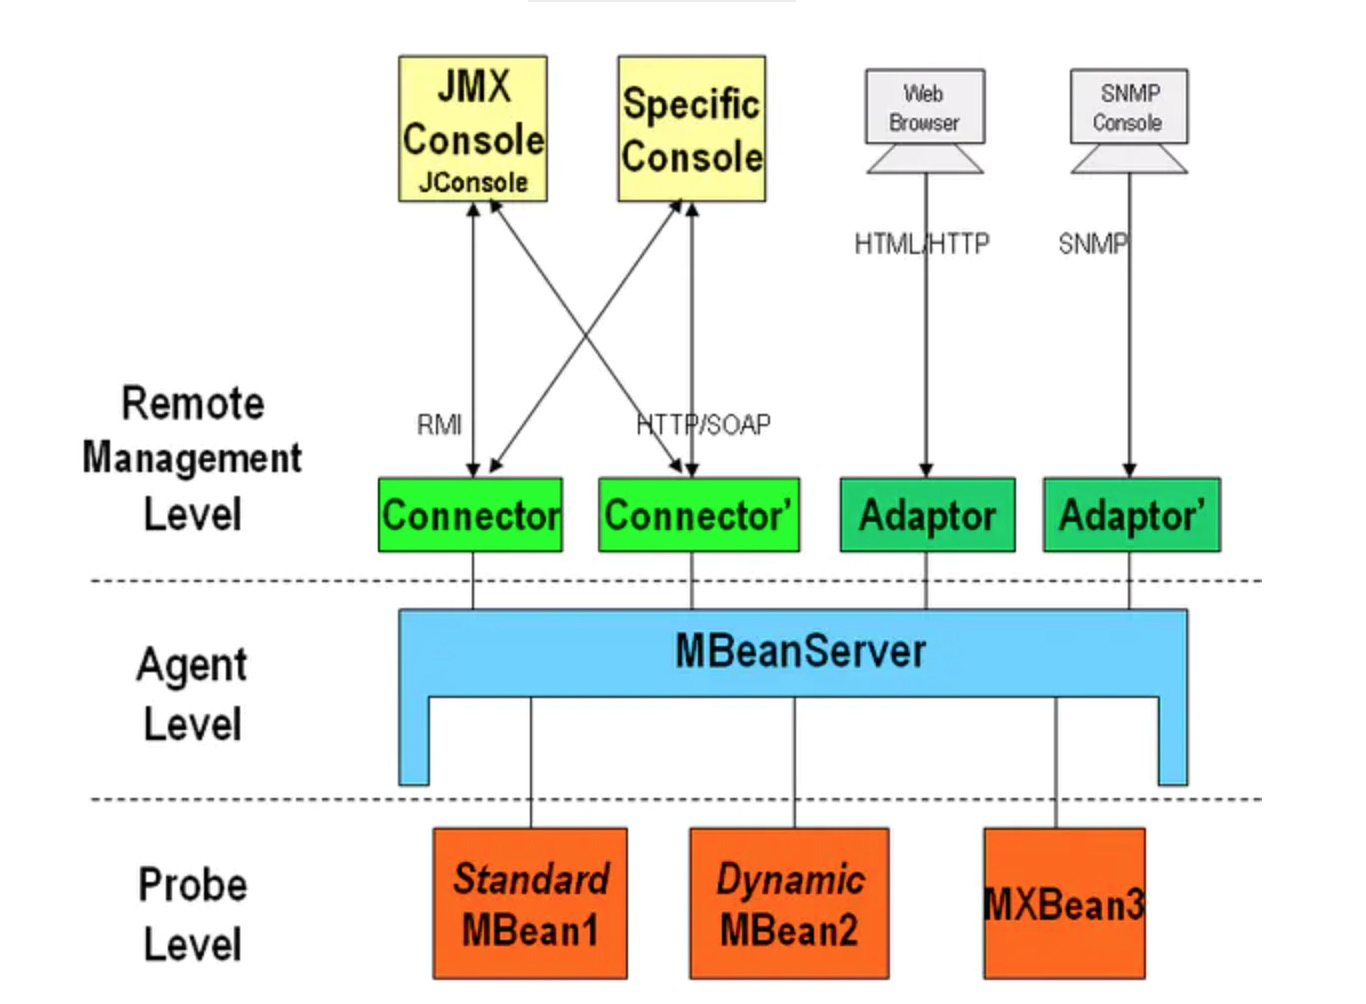 JMX
Console
JConsole
Specific
Console
Web
Browser
SNMP
Console
HTML/HTTP
SNMP
RMI
HTTP/SOAP
Remote
Management
Level
Connector
Connector’
Adaptor
Adaptor’
Agent
Level
MBeanServer
Probe
Level
Standard
MBean1
Dynamic
MBean2
MXBean3